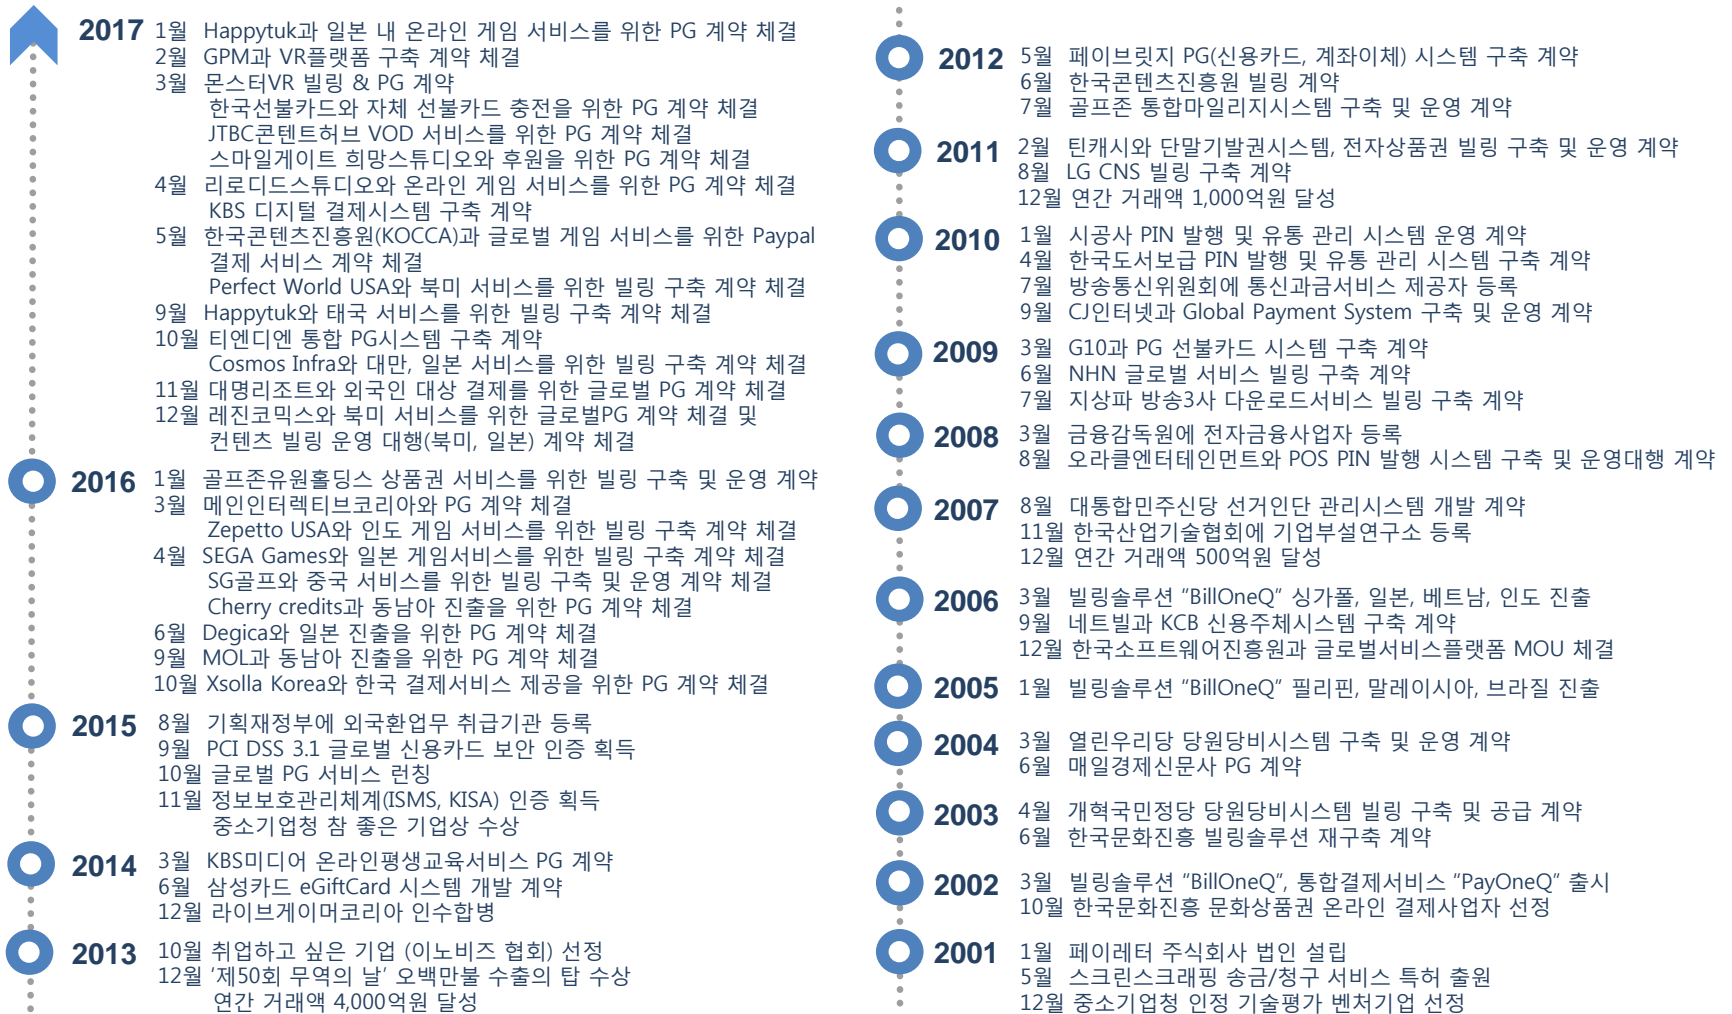 2017 1월 Happytuk과 일본 내 온라인 게임 서비스를 위한 PG 계약 체결
2월 GPM과 VR플랫폼 구축 계약 체결
3월 몬스터VR 빌링 & PG 계약
한국선불카드와 자체 선불카드 충전을 위한 PG 계약 체결
JTBC콘텐트허브 VOD 서비스를 위한 PG 계약 체결
스마일게이트 희망스튜디오와 후원을 위한 PG 계약 체결
4월 리로디드스튜디오와 온라인 게임 서비스를 위한 PG 계약 체결
KBS 디지털 결제시스템 구축 계약
5월 한국콘텐츠진흥원(KOCCA)과 글로벌 게임 서비스를 위한 Paypal
결제 서비스 계약 체결
Perfect World USA와 북미 서비스를 위한 빌링 구축 계약 체결
9월 Happytuk와 태국 서비스를 위한 빌링 구축 계약 체결
10월 티엔디엔 통합 PG시스템 구축 계약
Cosmos Infra와 대만, 일본 서비스를 위한 빌링 구축 계약 체결
11월 대명리조트와 외국인 대상 결제를 위한 글로벌 PG 계약 체결
12월 레진코믹스와 북미 서비스를 위한 글로벌PG 계약 체결 및
컨텐츠 빌링 운영 대행(북미, 일본) 계약 체결
2016 1월 골프존유원홀딩스 상품권 서비스를 위한 빌링 구축 및 운영 계약
3월 메인인터렉티브코리아와 PG 계약 체결
Zepetto USA와 인도 게임 서비스를 위한 빌링 구축 계약 체결
4월 SEGA Games와 일본 게임서비스를 위한 빌링 구축 계약 체결
SG골프와 중국 서비스를 위한 빌링 구축 및 운영 계약 체결
Cherry credits과 동남아 진출을 위한 PG 계약 체결
6월 Degica와 일본 진출을 위한 PG 계약 체결
9월 MOL과 동남아 진출을 위한 PG 계약 체결
10월 Xsolla Korea와 한국 결제서비스 제공을 위한 PG 계약 체결
2015 8월 기획재정부에 외국환업무 취급기관 등록
9월 PCI DSS 3.1 글로벌 신용카드 보안 인증 획득
10월 글로벌 PG 서비스 런칭
11월 정보보호관리체계(ISMS, KISA) 인증 획득
중소기업청 참 좋은 기업상 수상
2014 3월 KBS미디어 온라인평생교육서비스 PG 계약
6월 삼성카드 eGiftCard 시스템 개발 계약
12월 라이브게이머코리아 인수합병
2013 10월 취업하고 싶은 기업 (이노비즈 협회) 선정
12월 ‘제50회 무역의 날’ 오백만불 수출의 탑 수상
연간 거래액 4,000억원 달성
2012 5월 페이브릿지 PG(신용카드, 계좌이체) 시스템 구축 계약
6월 한국콘텐츠진흥원 빌링 계약
7월 골프존 통합마일리지시스템 구축 및 운영 계약
2011 2월 틴캐시와 단말기발권시스템, 전자상품권 빌링 구축 및 운영 계약
8월 LG CNS 빌링 구축 계약
12월 연간 거래액 1,000억원 달성
2010 1월 시공사 PIN 발행 및 유통 관리 시스템 운영 계약
4월 한국도서보급 PIN 발행 및 유통 관리 시스템 구축 계약
7월 방송통신위원회에 통신과금서비스 제공자 등록
9월 CJ인터넷과 Global Payment System 구축 및 운영 계약
2009 3월 G10과 PG 선불카드 시스템 구축 계약
6월 NHN 글로벌 서비스 빌링 구축 계약
7월 지상파 방송3사 다운로드서비스 빌링 구축 계약
2008 3월 금융감독원에 전자금융사업자 등록
8월 오라클엔터테인먼트와 POS PIN 발행 시스템 구축 및 운영대행 계약
2007 8월 대통합민주신당 선거인단 관리시스템 개발 계약
11월 한국산업기술협회에 기업부설연구소 등록
12월 연간 거래액 500억원 달성
2006 3월 빌링솔루션 “BillOneQ” 싱가폴, 일본, 베트남, 인도 진출
9월 네트빌과 KCB 신용주체시스템 구축 계약
12월 한국소프트웨어진흥원과 글로벌서비스플랫폼 MOU 체결
2005 1월 빌링솔루션 “BillOneQ” 필리핀, 말레이시아, 브라질 진출
2004 3월 열린우리당 당원당비시스템 구축 및 운영 계약
6월 매일경제신문사 PG 계약
2003 4월 개혁국민정당 당원당비시스템 빌링 구축 및 공급 계약
6월 한국문화진흥 빌링솔루션 재구축 계약
2002 3월 빌링솔루션 “BillOneQ”, 통합결제서비스 “PayOneQ” 출시
10월 한국문화진흥 문화상품권 온라인 결제사업자 선정
2001 1월 페이레터 주식회사 법인 설립
5월 스크린스크래핑 송금/청구 서비스 특허 출원
12월 중소기업청 인정 기술평가 벤처기업 선정